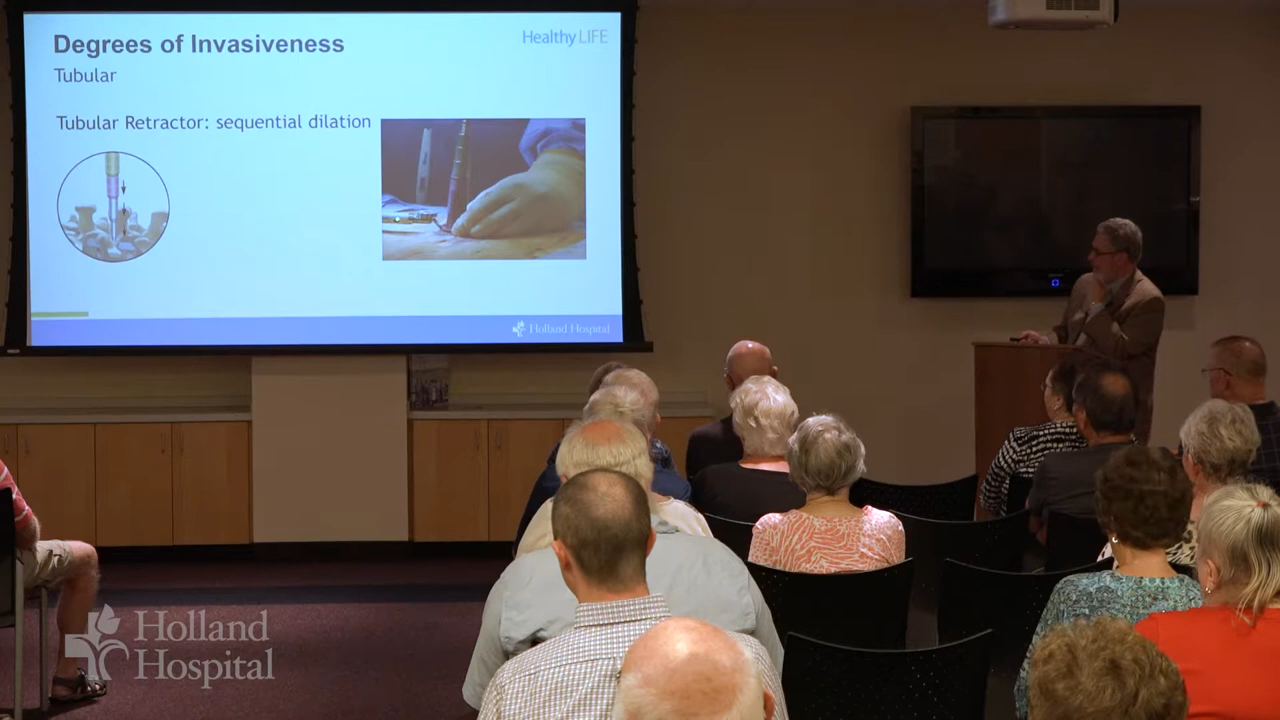 Degrees of Invasiveness
HealthyLIFE
Tubular
Tubular Retractor: sequential dilation
Holland Hospital
Holland
Hospital